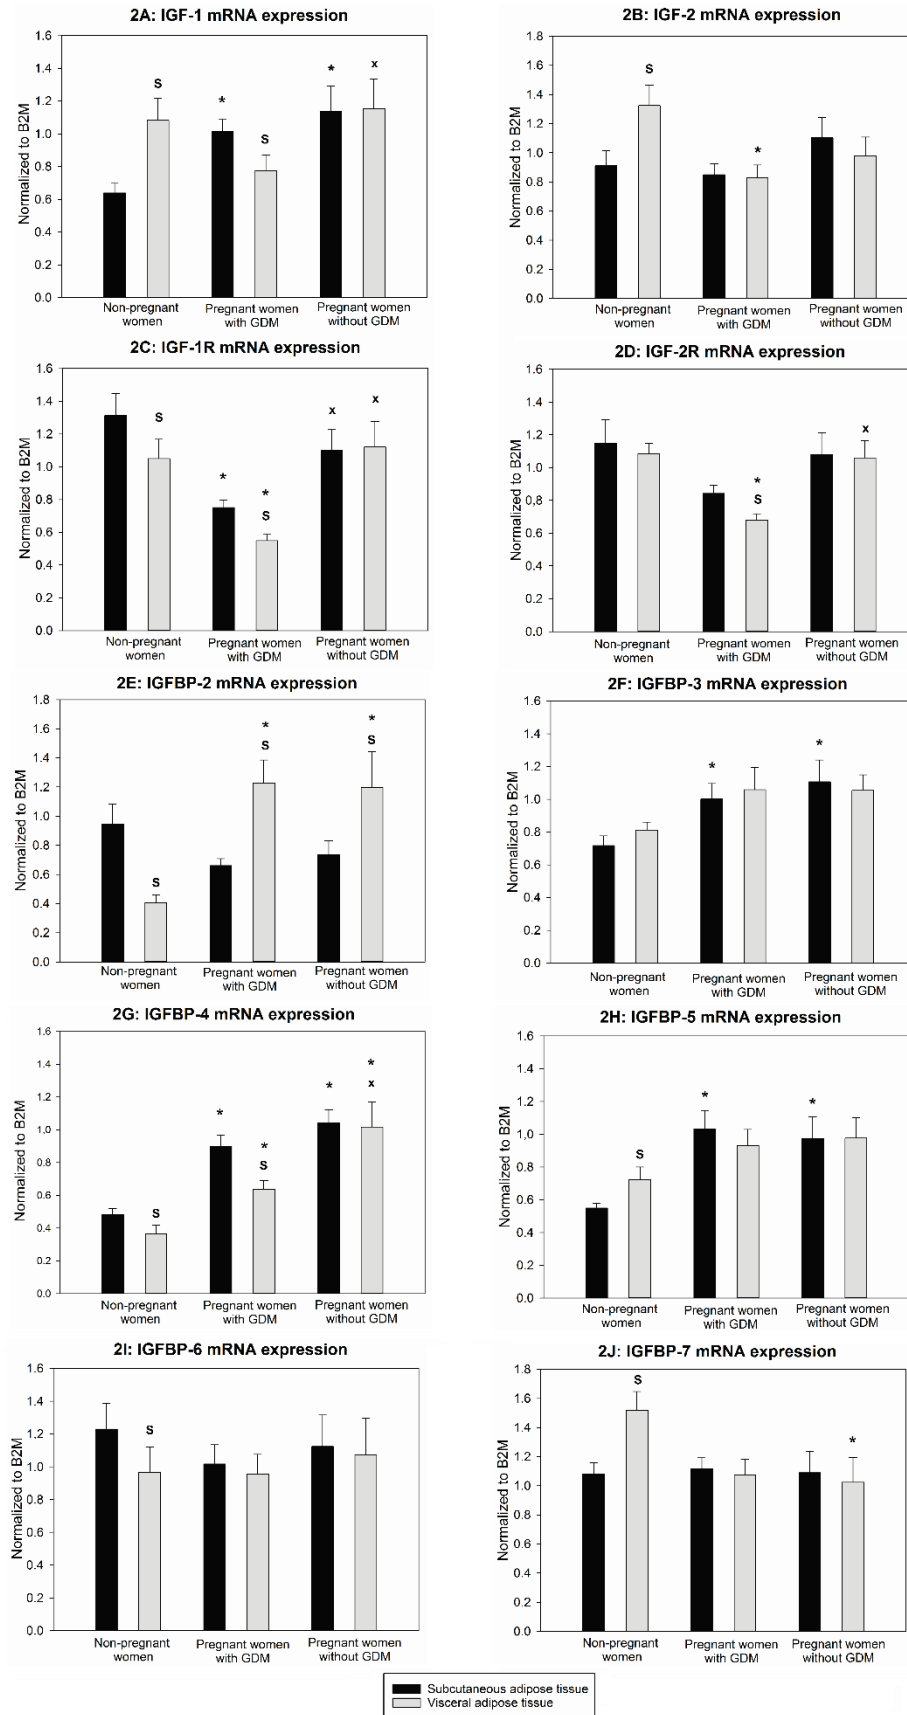 2A: IGF-1 mRNA expression
Normalized to B2M
1.6
1.4
1.2
1.0
0.8
0.6
0.4
0.2
0.0
S
*
S
*
x
Non-pregnant
women
Pregnant women
with GDM
Pregnant women
without GDM
2B: IGF-2 mRNA expression
Normalized to B2M
1.8
1.6
1.4
1.2
1.0
0.8
0.6
0.4
0.2
0.0
S
*
Non-pregnant
women
Pregnant women
with GDM
Pregnant women
without GDM
2C: IGF-1R mRNA expression
Normalized to B2M
1.6
1.4
1.2
1.0
0.8
0.6
0.4
0.2
0.0
S
*
*
S
x
x
Non-pregnant
women
Pregnant women
with GDM
Pregnant women
without GDM
2D: IGF-2R mRNA expression
Normalized to B2M
1.6
1.4
1.2
1.0
0.8
0.6
0.4
0.2
0.0
*
S
x
Non-pregnant
women
Pregnant women
with GDM
Pregnant women
without GDM
2E: IGFBP-2 mRNA expression
Normalized to B2M
1.8
1.6
1.4
1.2
1.0
0.8
0.6
0.4
0.2
0.0
S
*
S
*
S
Non-pregnant
women
Pregnant women
with GDM
Pregnant women
without GDM
2F: IGFBP-3 mRNA expression
Normalized to B2M
1.6
1.4
1.2
1.0
0.8
0.6
0.4
0.2
0.0
*
*
Non-pregnant
women
Pregnant women
with GDM
Pregnant women
without GDM
2G: IGFBP-4 mRNA expression
Normalized to B2M
1.6
1.4
1.2
1.0
0.8
0.6
0.4
0.2
0.0
S
*
*
S
*
*
x
Non-pregnant
women
Pregnant women
with GDM
Pregnant women
without GDM
2H: IGFBP-5 mRNA expression
Normalized to B2M
1.6
1.4
1.2
1.0
0.8
0.6
0.4
0.2
0.0
S
*
*
Non-pregnant
women
Pregnant women
with GDM
Pregnant women
without GDM
2I: IGFBP-6 mRNA expression
Normalized to B2M
1.6
1.4
1.2
1.0
0.8
0.6
0.4
0.2
0.0
S
Non-pregnant
women
Pregnant women
with GDM
Pregnant women
without GDM
2J: IGFBP-7 mRNA expression
Normalized to B2M
1.8
1.6
1.4
1.2
1.0
0.8
0.6
0.4
0.2
0.0
S
*
Non-pregnant
women
Pregnant women
with GDM
Pregnant women
without GDM
Subcutaneous adipose tissue
Visceral adipose tissue